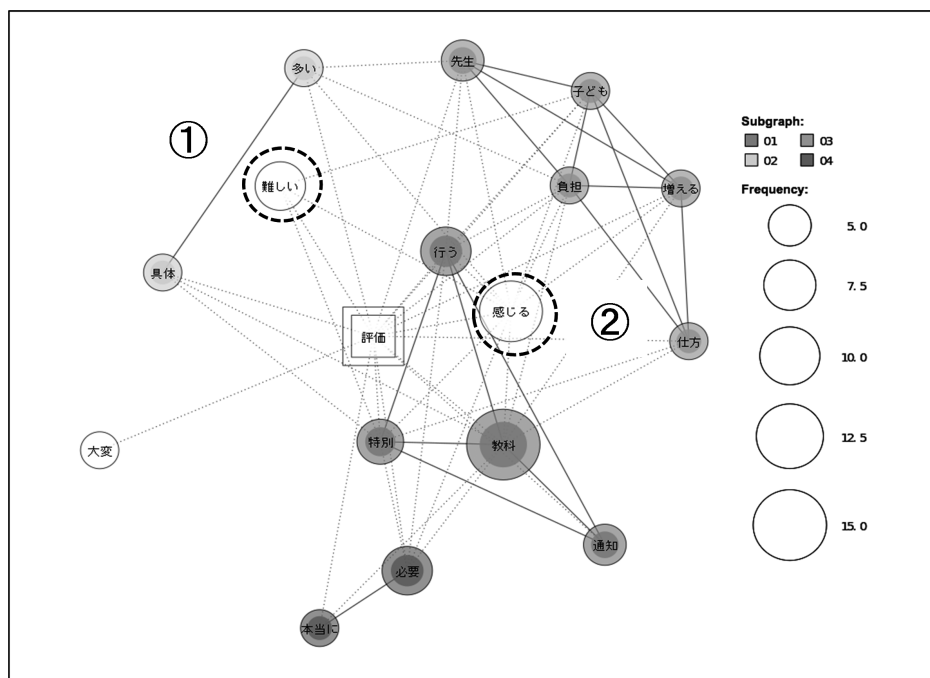 多い
先生
子ども
①
難しい
負担
増える
行う
具体
感じる
②
評価
仕方
大変
特別
教科
通知
必要
本当に
Subgraph:
01 03
02 04
Frequency:
5.0
7.5
10.0
12.5
15.0